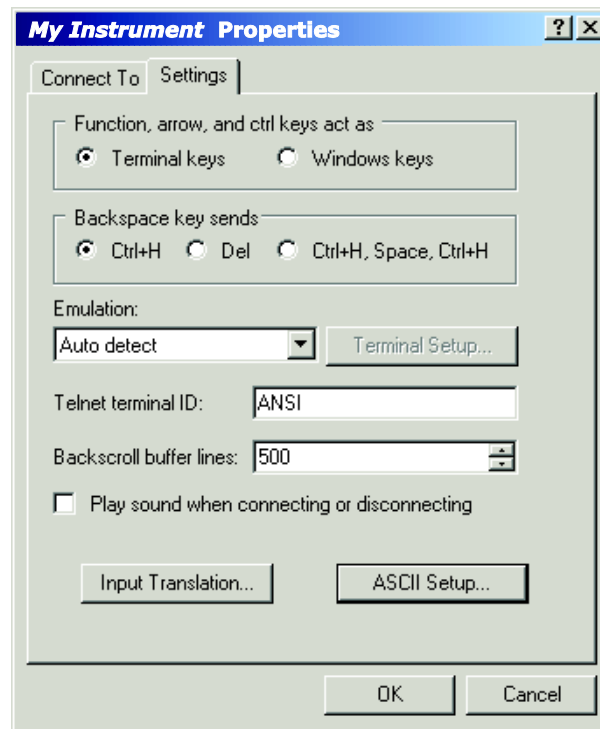 My Instrument Properties ? X
Connect To Settings
Function, arrow, and ctrl keys act as
Terminal keys Windows keys
Backspace key sends
Ctrl+H Del Ctrl+H, Space, Ctrl+H
Emulation:
Auto detect Terminal Setup...
Telnet terminal ID: ANSI
Backscroll buffer lines: 500
Play sound when connecting or disconnecting
Input Translation... ASCII Setup...
OK Cancel